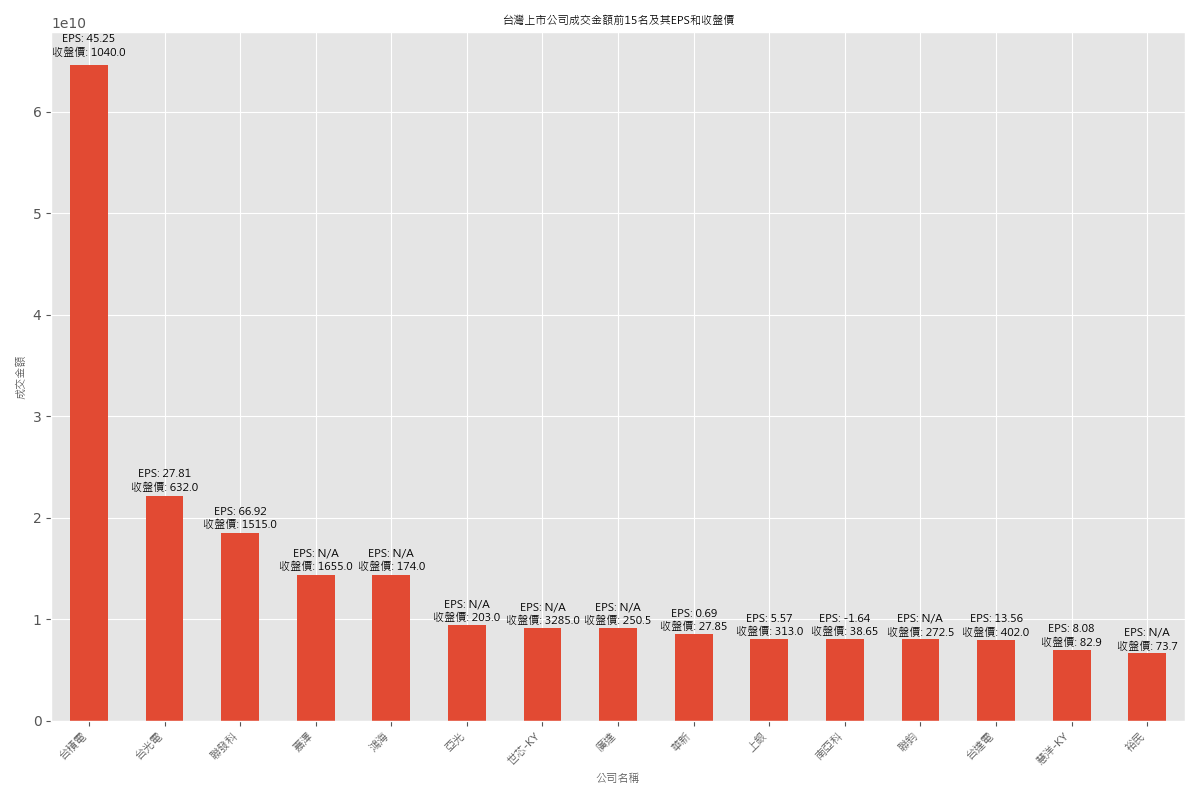 台灣上市公司成交金額前15名及其EPS和收盤價
1e10
EPS: 45.25
收盤價: 1040.0
6
5
4
3
2
1
0
成交金額
EPS: 27.81
收盤價: 632.0
EPS: 66.92
收盤價: 1515.0
EPS: N/A
收盤價: 1655.0
EPS: N/A
收盤價: 174.0
EPS: N/A
收盤價: 203.0
EPS: N/A
收盤價: 3285.0
EPS: N/A
收盤價: 250.5
EPS: 0.69
收盤價: 27.85
EPS: 5.57
收盤價: 313.0
EPS: -1.64
收盤價: 38.65
EPS: N/A
收盤價: 272.5
EPS: 13.56
收盤價: 402.0
EPS: 8.08
收盤價: 82.9
EPS: N/A
收盤價: 73.7
台積電
台光電
聯發科
嘉澤
鴻海
亞光
世芯-KY
廣達
華新
上銀
南亞科
聯鈞
台達電
慧洋-KY
裕民
公司名稱